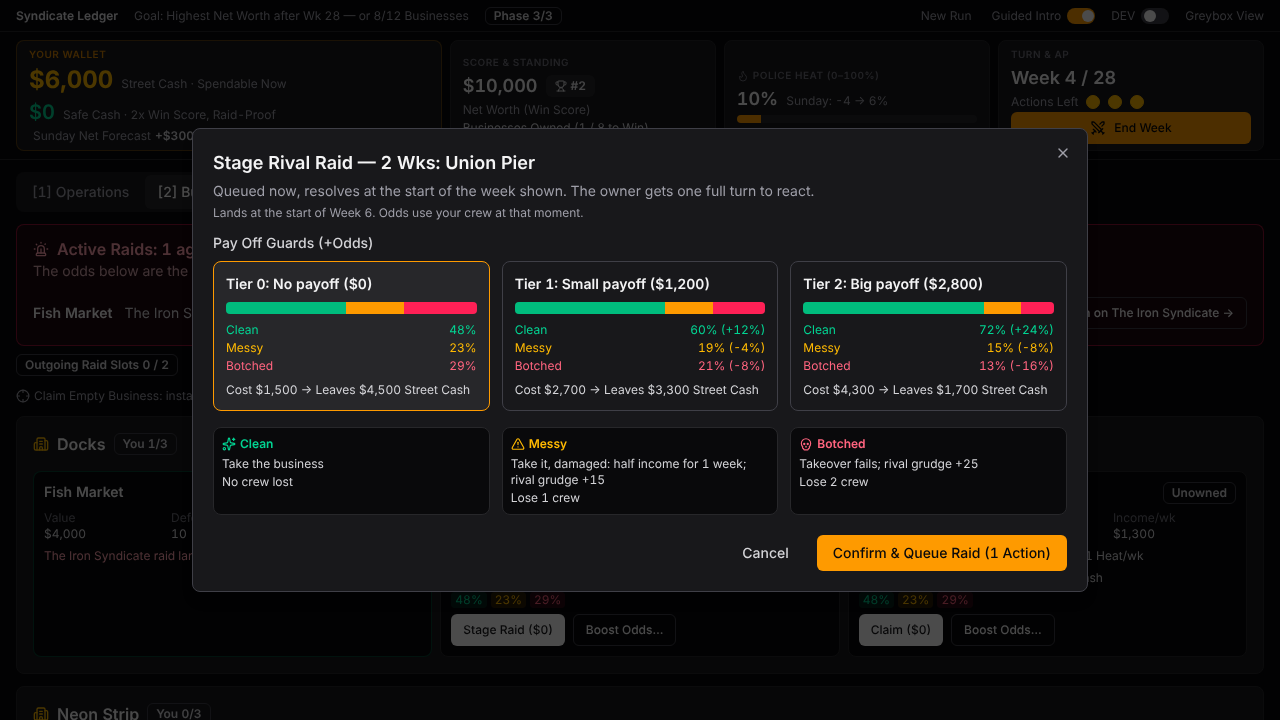 Syndicate Ledger Goal: Highest Net Worth after Wk 28 — or 8/12 Businesses Phase 3/3 New Run Guided Intro DEV Greybox View
YOUR WALLET
$6,000 Street Cash · Spendable Now
$0 Safe Cash · 2x Win Score, Raid-Proof
Sunday Net Forecast +$300
SCORE & STANDING
$10,000 #2
Net Worth (Win Score)
Businesses Owned (1 / 8 to Win)
POLICE HEAT (0–100%)
10% Sunday: -4 → 6%
TURN & AP
Week 4 / 28
Actions Left
End Week
[1] Operations [2]
Active Raids: 1
The odds below are the
Fish Market The Iron
on The Iron Syndicate →
Outgoing Raid Slots 0 / 2
Claim Empty Business:
Stage Rival Raid — 2 Wks: Union Pier
Queued now, resolves at the start of the week shown. The owner gets one full turn to react.
Lands at the start of Week 6. Odds use your crew at that moment.
Pay Off Guards (+Odds)
Tier 0: No payoff ($0)
Clean 48%
Messy 23%
Botched 29%
Cost $1,500 → Leaves $4,500 Street Cash
Tier 1: Small payoff ($1,200)
Clean 60% (+12%)
Messy 19% (-4%)
Botched 21% (-8%)
Cost $2,700 → Leaves $3,300 Street Cash
Tier 2: Big payoff ($2,800)
Clean 72% (+24%)
Messy 15% (-8%)
Botched 13% (-16%)
Cost $4,300 → Leaves $1,700 Street Cash
Clean
Take the business
No crew lost
Messy
Take it, damaged: half income for 1 week;
rival grudge +15
Lose 1 crew
Botched
Takeover fails; rival grudge +25
Lose 2 crew
Cancel Confirm & Queue Raid (1 Action)
Docks You 1/3
Fish Market
Value
$4,000
10
The Iron Syndicate raid
48% 23% 29%
Stage Raid ($0) Boost Odds...
Unowned
Income/wk
$1,300
Heat/wk
48% 23% 29%
Claim ($0) Boost Odds...
Neon Strip You 0/3